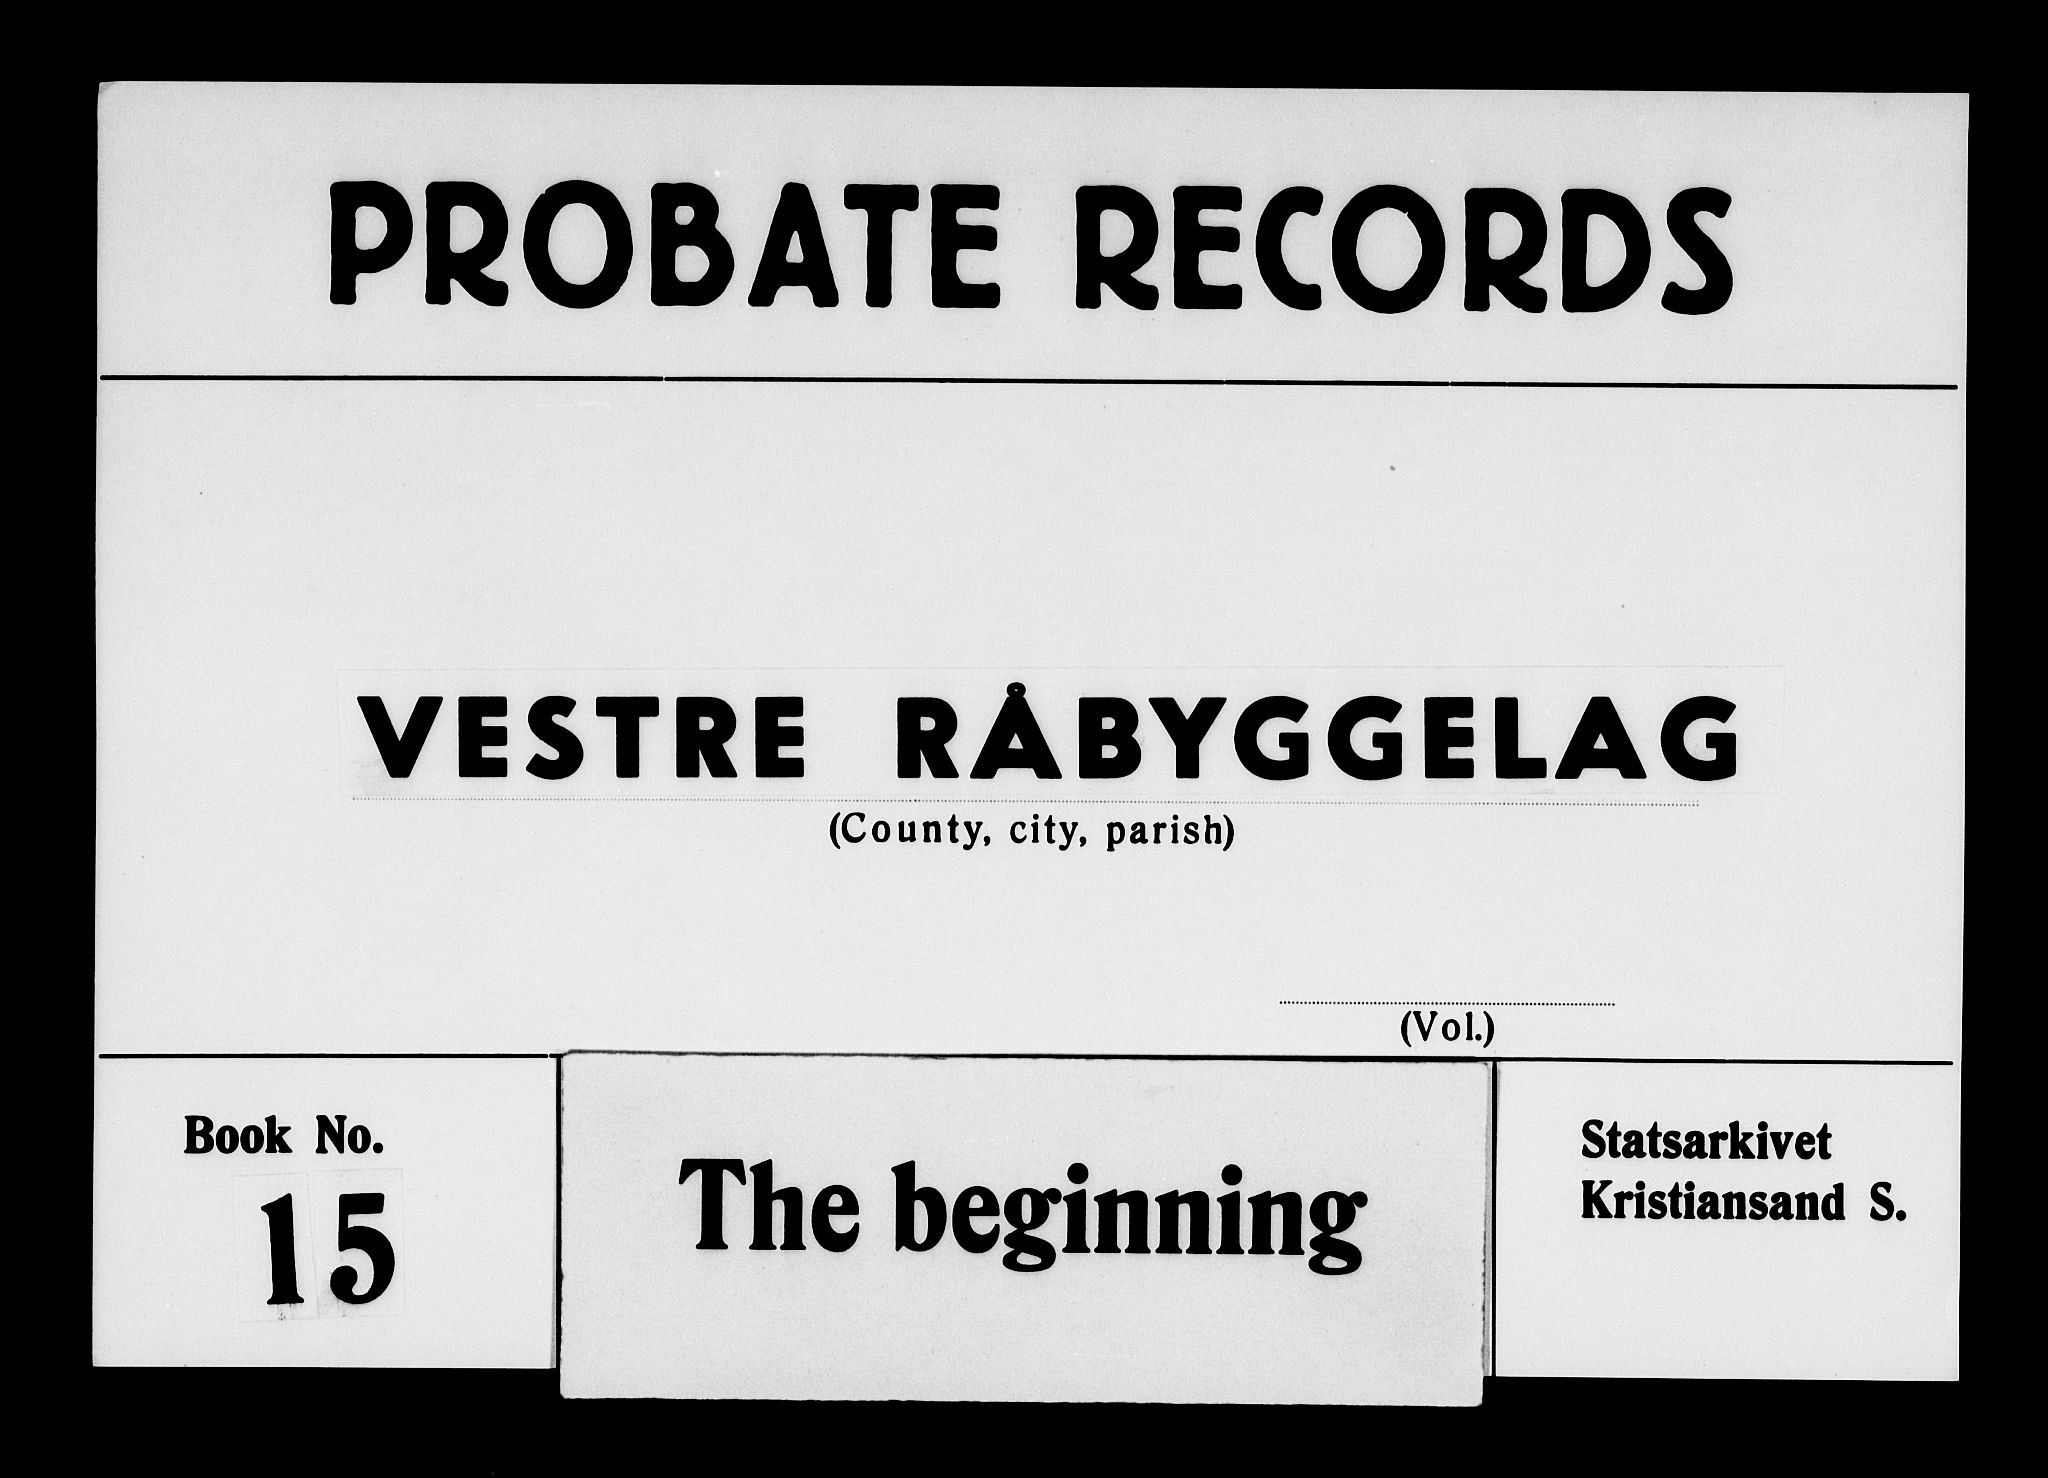 PROBATE RECORDS
VESTRE RÅBYGGELAG
(County, city, parish)
(Vol.)
Book No.
15
The beginning
Statsarkivet
Kristiansand S.